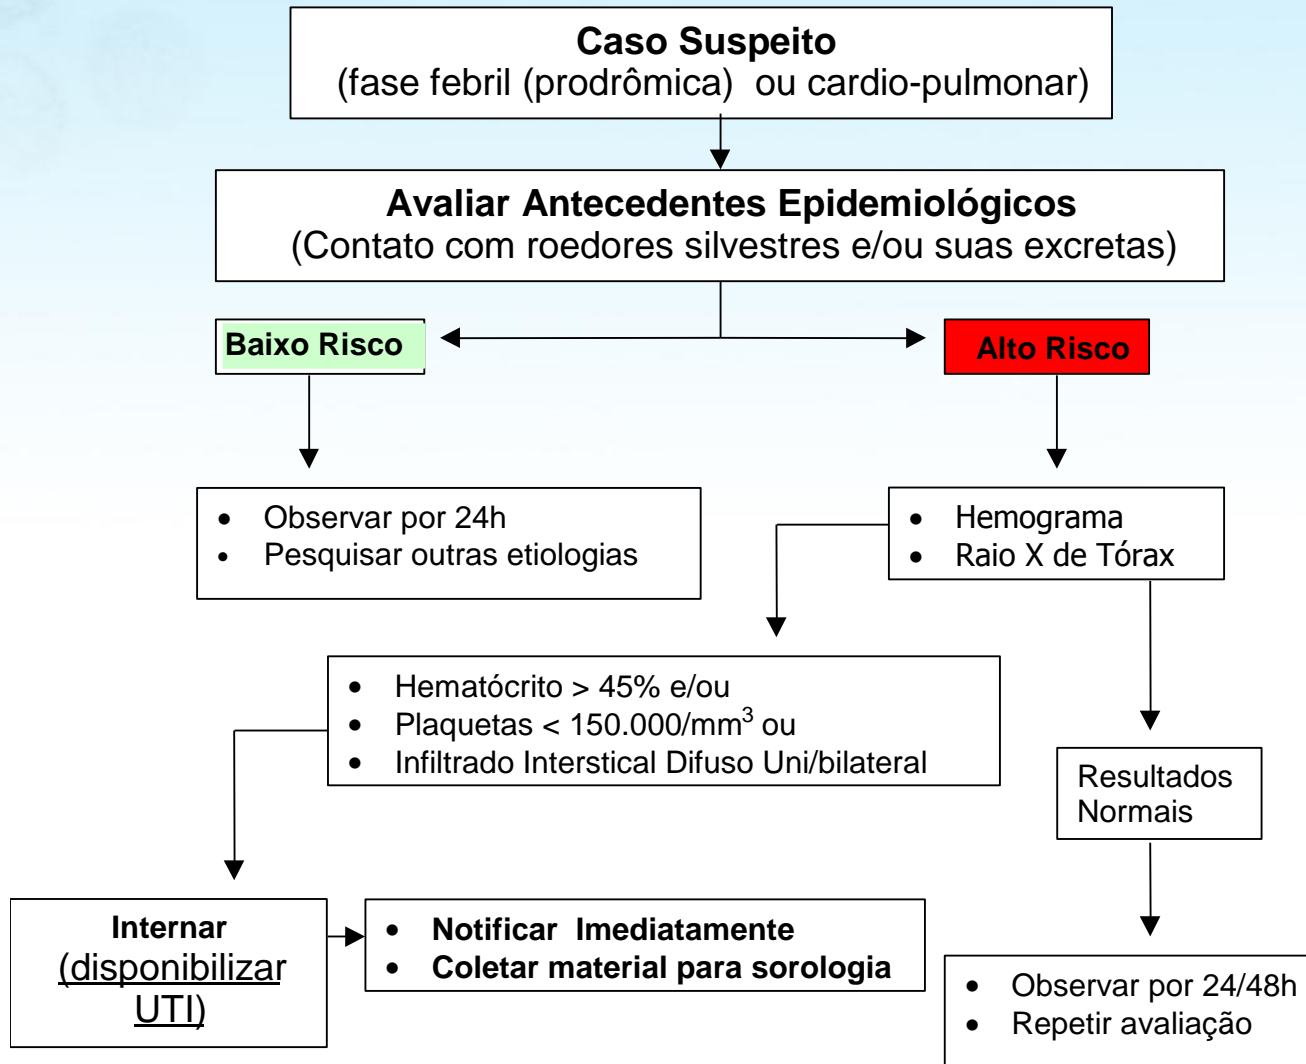 Caso Suspeito
(fase febril (prodrômica) ou cardio-pulmonar)
Avaliar Antecedentes Epidemiológicos
(Contato com roedores silvestres e/ou suas excretas)
Baixo Risco
Alto Risco
• Observar por 24h
• Pesquisar outras etiologias
• Hemograma
• Raio X de Tórax
• Hematócrito > 45% e/ou
• Plaquetas < 150.000/mm³ ou
• Infiltrado Interstical Difuso Uni/bilateral
Resultados
Normais
Internar
(disponibilizar
UTI)
• Notificar Imediatamente
• Coletar material para sorologia
• Observar por 24/48h
• Repetir avaliação